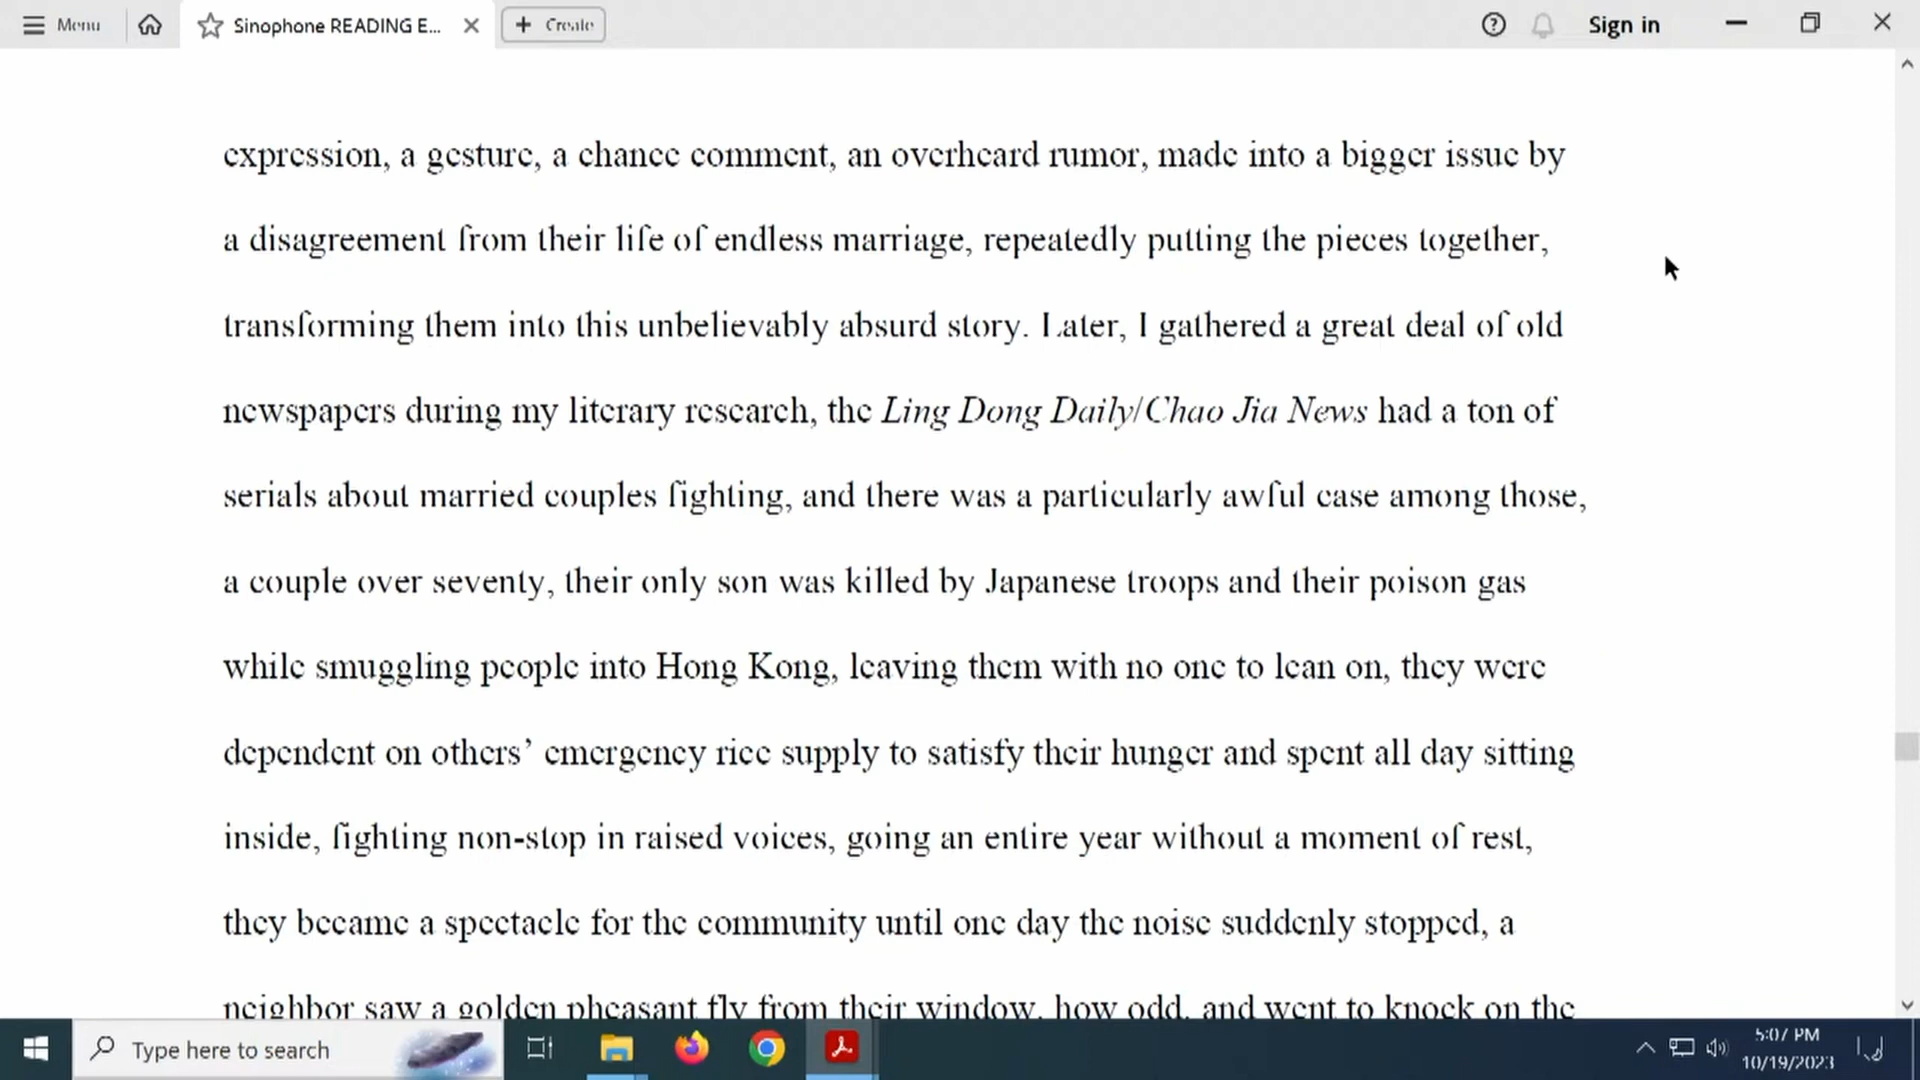 Menu
Sinophone READING E...
Create
Sign in
expression, a gesture, a chance comment, an overheard rumor, made into a bigger issue by
a disagreement from their life of endless marriage, repeatedly putting the pieces together,
transforming them into this unbelievably absurd story. Later, I gathered a great deal of old
newspapers during my literary research, the Ling Dong Daily/Chao Jia News had a ton of
serials about married couples fighting, and there was a particularly awful case among those,
a couple over seventy, their only son was killed by Japanese troops and their poison gas
while smuggling people into Hong Kong, leaving them with no one to lean on, they were
dependent on others’ emergency rice supply to satisfy their hunger and spent all day sitting
inside, fighting non-stop in raised voices, going an entire year without a moment of rest,
they became a spectacle for the community until one day the noise suddenly stopped, a
neighbor saw a golden pheasant fly from their window, how odd, and went to knock on the
Type here to search
5:07 PM
10/19/2023